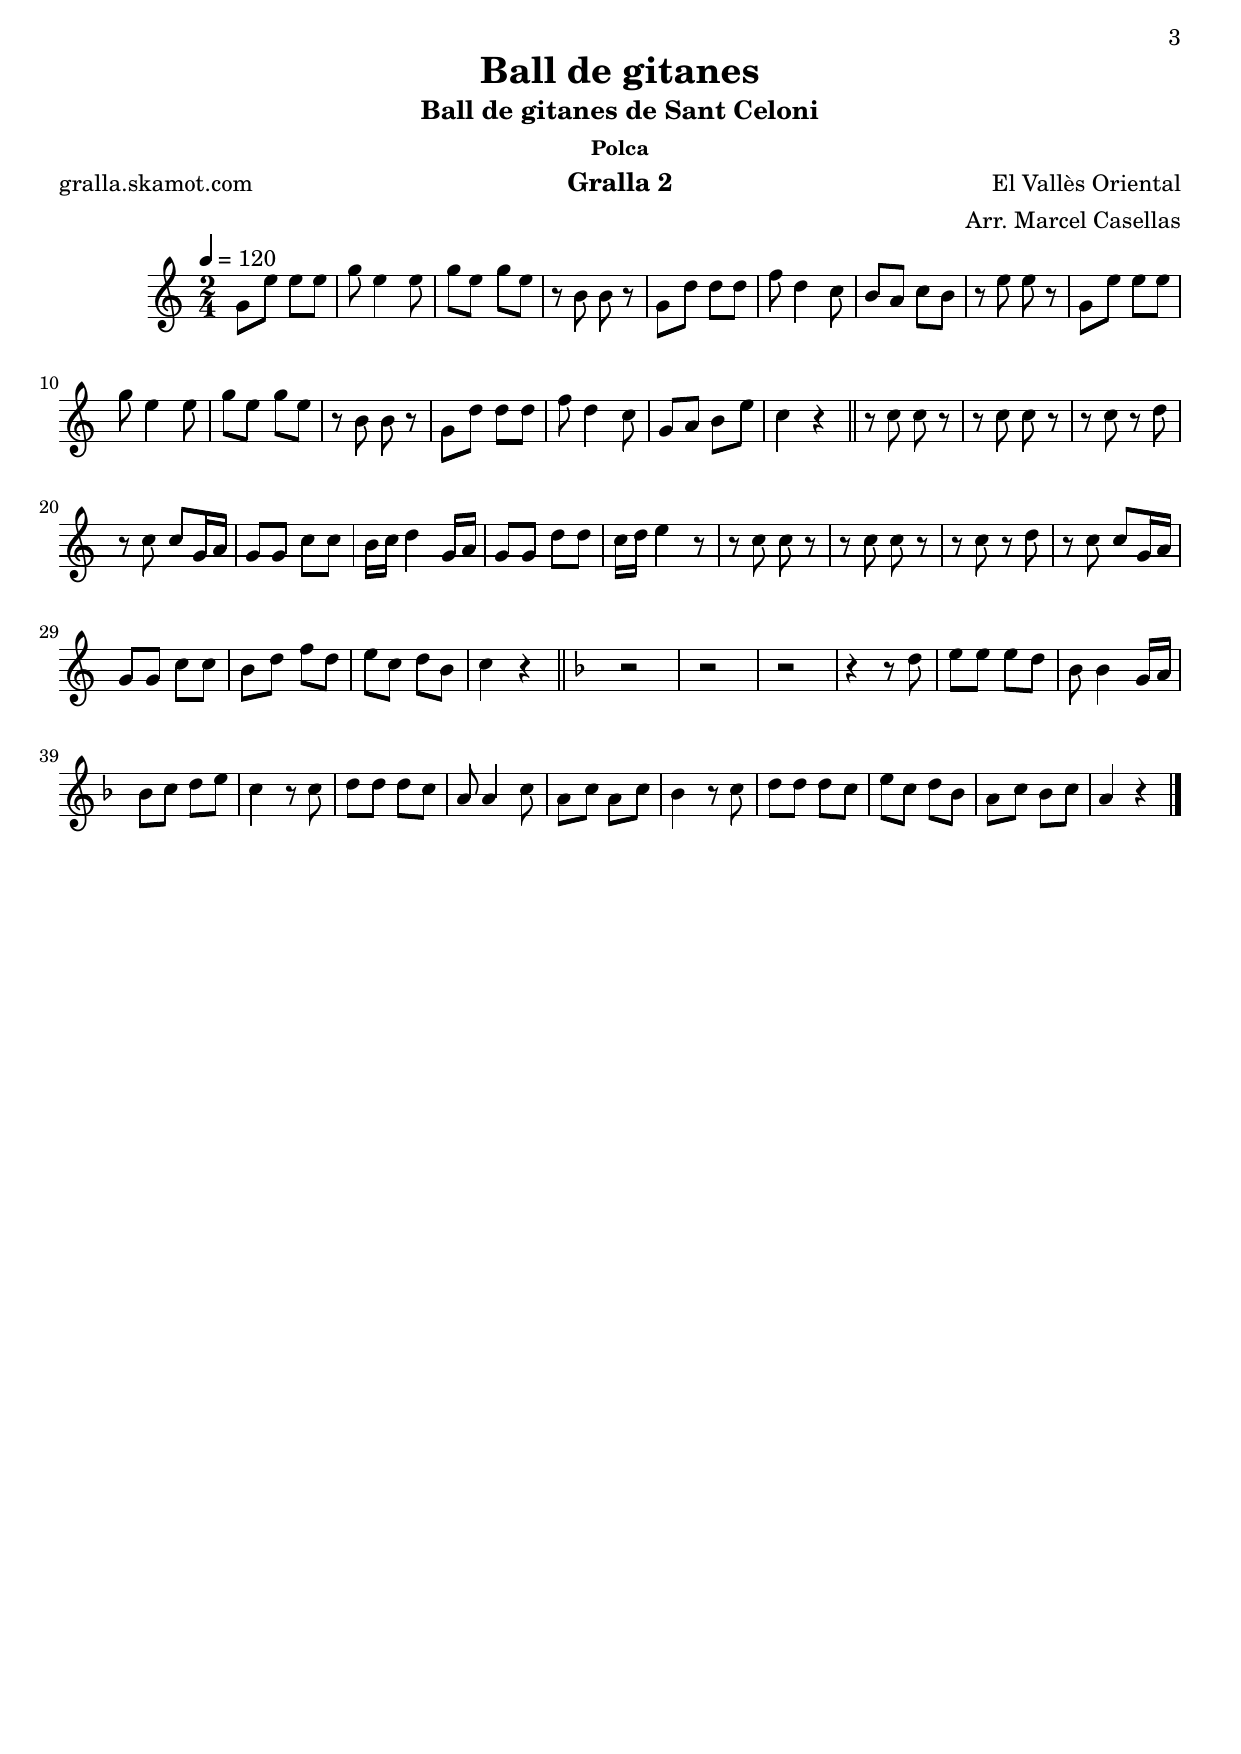 3
Ball de gitanes
Ball de gitanes de Sant Celoni
Polca
gralla.skamot.com Gralla 2 El Vallès Oriental
Arr. Marcel Casellas
= 120
2
4
10
20
29
39